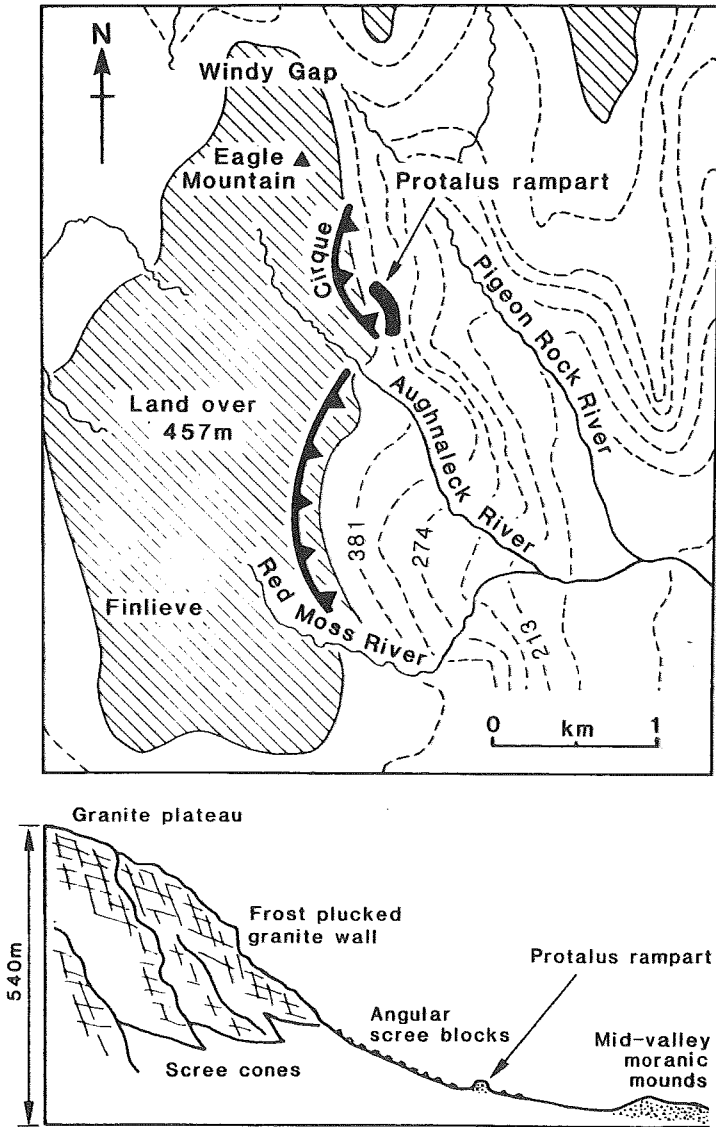 N
Windy Gap
Eagle
Mountain
Protalus rampart
Cirque
Pigeon Rock River
Land over
457m
Aughnaleck River
381
274
Finlieve
Red Moss River
213
0 km 1
Granite plateau
540m
Frost plucked
granite wall
Protalus rampart
Angular
scree blocks
Scree cones
Mid-valley
moranic
mounds